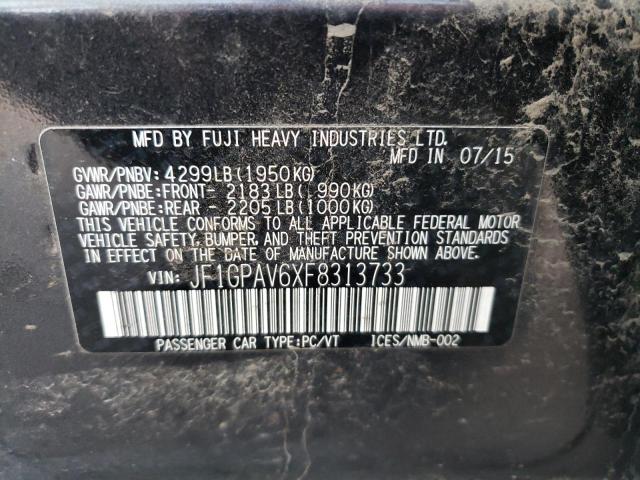 MFD BY FUJI HEAVY INDUSTRIES LTD.
MFD IN 07/15
GVWR/PNBV: 4299LB(1950KG)
GAWR/PNBE:FRONT- 2183LB( 990KG)
GAWR/PNBE:REAR - 2205LB(1000KG)
THIS VEHICLE CONFORMS TO ALL APPLICABLE FEDERAL MOTOR
VEHICLE SAFETY, BUMPER, AND THEFT PREVENTION STANDARDS
IN EFFECT ON THE DATE OF MANUFACTURE SHOWN ABOVE.
VIN: JF1GPAV6XF8313733
PASSENGER CAR TYPE:PC/VT ICES/NMB-002